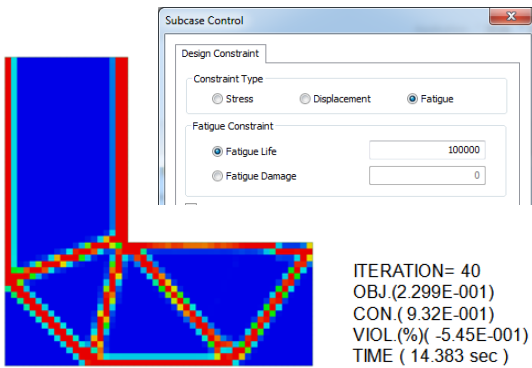 Subcase Control
Design Constraint
Constraint Type
Stress
Displacement
Fatigue
Fatigue Constraint
Fatigue Life
100000
Fatigue Damage
0
ITERATION= 40
OBJ.(2.299E-001)
CON.( 9.32E-001)
VIOL.(%)( -5.45E-001)
TIME ( 14.383 sec )